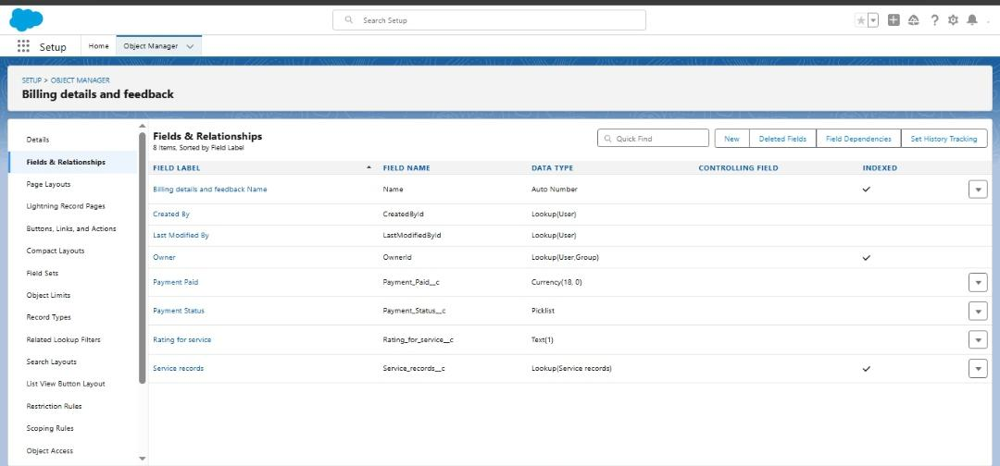 Search Setup
Setup
Home
Object Manager
SETUP > OBJECT MANAGER
Billing details and feedback
Details
Fields & Relationships
Page Layouts
Lightning Record Pages
Buttons, Links, and Actions
Compact Layouts
Field Sets
Object Limits
Record Types
Related Lookup Filters
Search Layouts
List View Button Layout
Restriction Rules
Scoping Rules
Object Access
Fields & Relationships
8 Items, Sorted by Field Label
Quick Find
New
Deleted Fields
Field Dependencies
Set History Tracking
FIELD LABEL FIELD NAME DATA TYPE CONTROLLING FIELD INDEXED
Billing details and feedback Name Name Auto Number
Created By CreatedById Lookup(User)
Last Modified By LastModifiedById Lookup(User)
Owner OwnerId Lookup(User,Group)
Payment Paid Payment_Paid__c Currency(18, 0)
Payment Status Payment_Status__c Picklist
Rating for service Rating_for_service__c Text(1)
Service records Service_records__c Lookup(Service records)